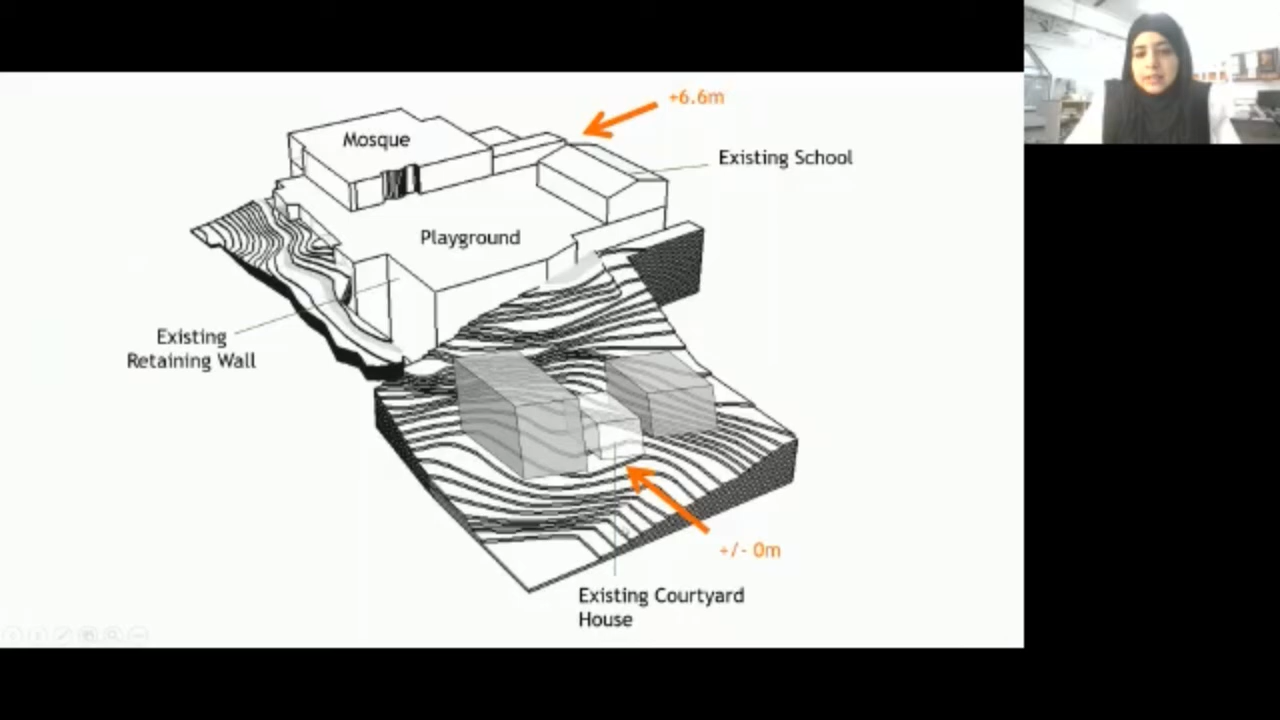 +6.6m
Mosque
Existing School
Playground
Existing
Retaining Wall
+/- 0m
Existing Courtyard
House